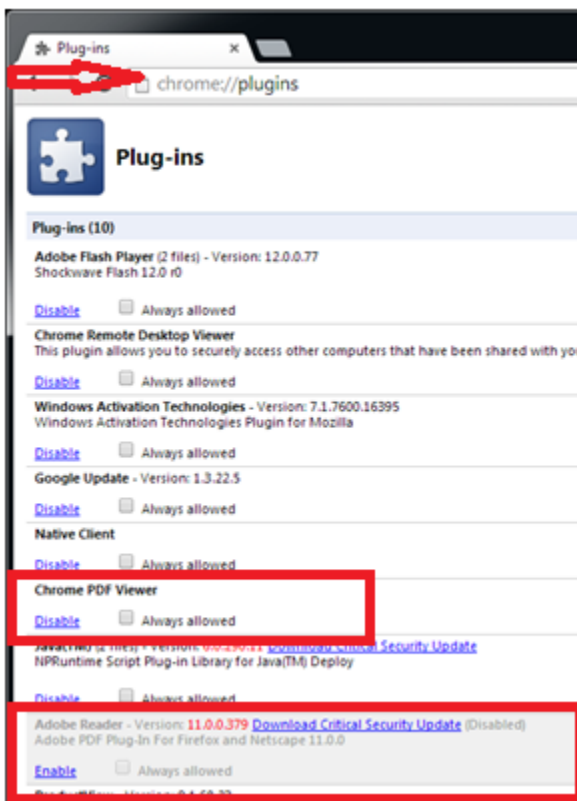 Plug-ins
chrome://plugins
Plug-ins
Plug-ins (10)
Adobe Flash Player (2 files) - Version: 12.0.0.77
Shockwave Flash 12.0 r0
Disable Always allowed
Chrome Remote Desktop Viewer
This plugin allows you to securely access other computers that have been shared with you
Disable Always allowed
Windows Activation Technologies - Version: 7.1.7600.16395
Windows Activation Technologies Plugin for Mozilla
Disable Always allowed
Google Update - Version: 1.3.22.5
Disable Always allowed
Native Client
Disable Always allowed
Chrome PDF Viewer
Disable Always allowed
Java(TM) (2 files) - Version: Download Critical Security Update
NPRuntime Script Plug-in Library for Java(TM) Deploy
Disable Always allowed
Adobe Reader - Version: 11.0.0.379 Download Critical Security Update (Disabled)
Adobe PDF Plug-In For Firefox and Netscape 11.0.0
Enable Always allowed